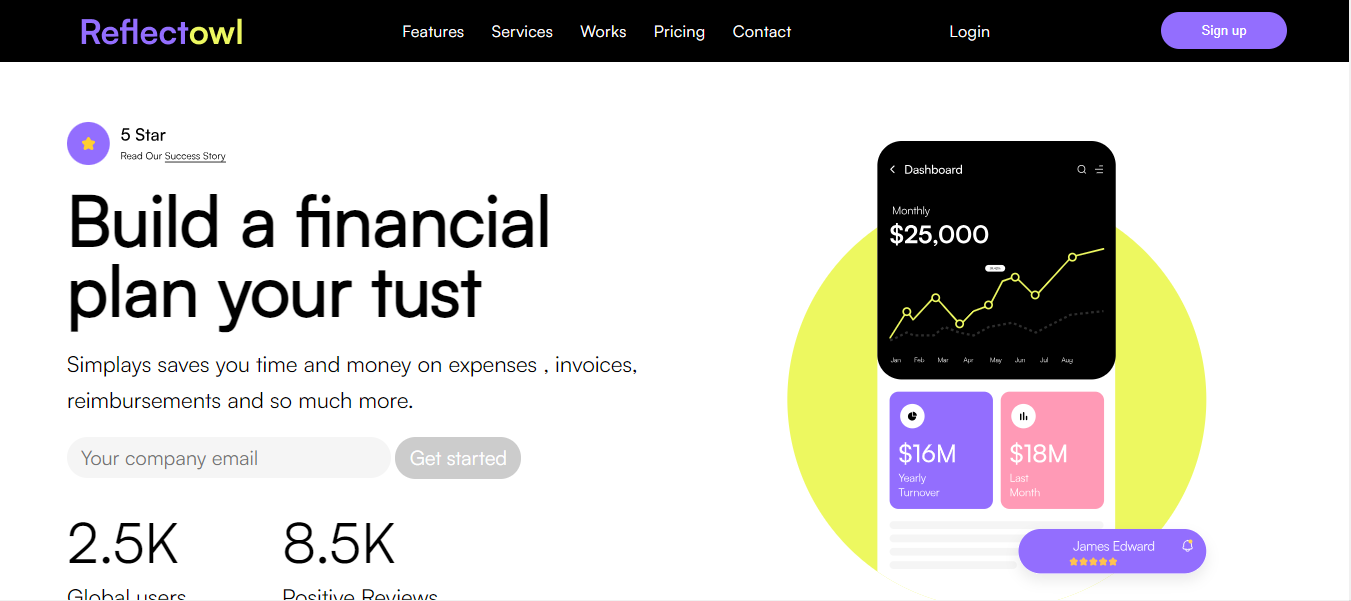 Reflectowl
Features Services Works Pricing Contact Login Sign up
5 Star
Read Our Success Story
Build a financial
plan your tust
Simplays saves you time and money on expenses , invoices,
reimbursements and so much more.
Your company email Get started
2.5K 8.5K
Global users Positive Reviews
Dashboard
Monthly
$25,000
Jan Feb Mar Apr May Jun Jul Aug
$16M $18M
Yearly Last
Turnover Month
James Edward